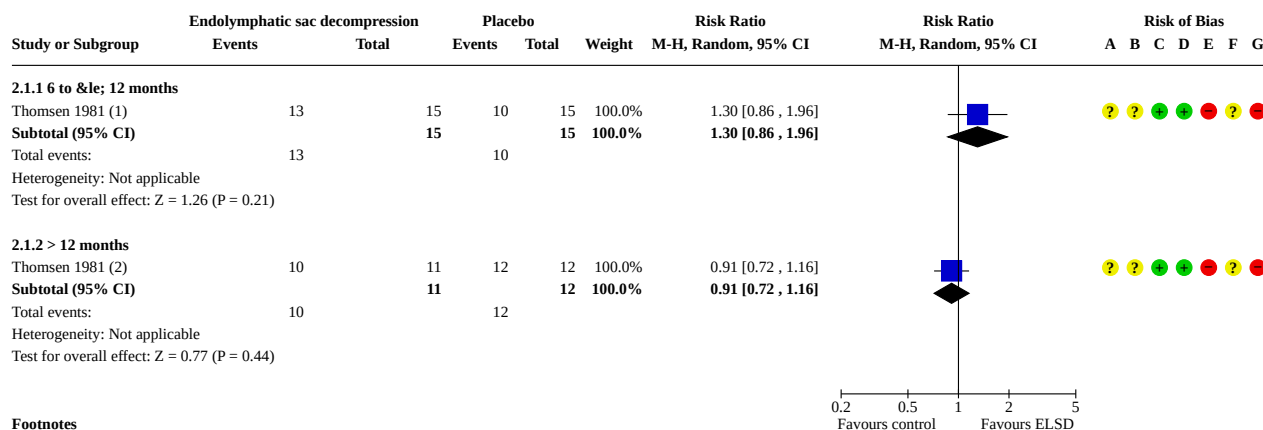 Endolymphatic sac decompression Placebo Risk Ratio Risk Ratio Risk of Bias
Study or Subgroup Events Total Events Total Weight M-H, Random, 95% CI M-H, Random, 95% CI A B C D E F G
2.1.1 6 to &le; 12 months
Thomsen 1981 (1) 13 15 10 15 100.0% 1.30 [0.86 , 1.96] ? ? + + − ? −
Subtotal (95% CI) 15 15 100.0% 1.30 [0.86 , 1.96]
Total events: 13 10
Heterogeneity: Not applicable
Test for overall effect: Z = 1.26 (P = 0.21)
2.1.2 > 12 months
Thomsen 1981 (2) 10 11 12 12 100.0% 0.91 [0.72 , 1.16] ? ? + + − ? −
Subtotal (95% CI) 11 12 100.0% 0.91 [0.72 , 1.16]
Total events: 10 12
Heterogeneity: Not applicable
Test for overall effect: Z = 0.77 (P = 0.44)
0.2 0.5 1 2 5
Favours control Favours ELSD
Footnotes